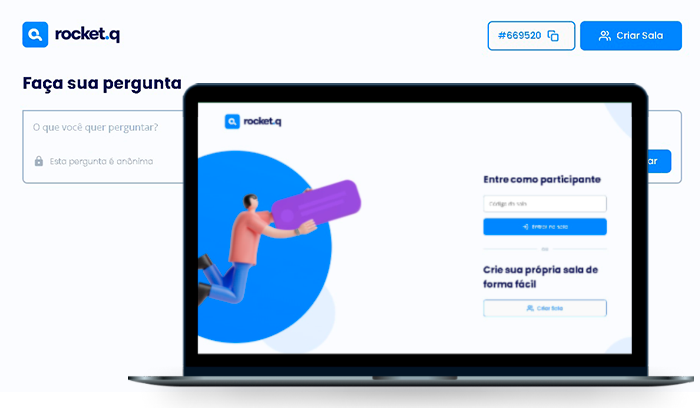 rocket.q
#669520
Criar Sala
Faça sua pergunta
O que você quer perguntar?
Esta pergunta é anônima
ar
rocket.q
Entre como participante
Código da sala
Entrar na sala
ou
Crie sua própria sala de
forma fácil
Criar Sala